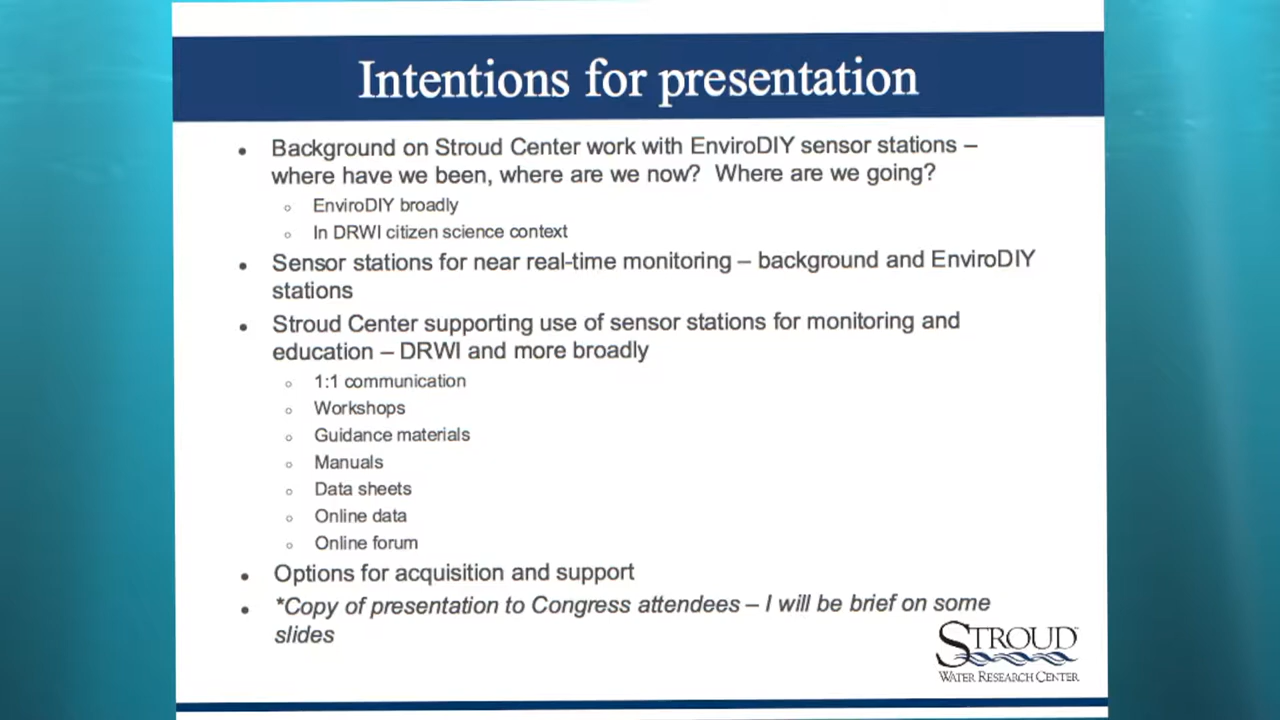 Intentions for presentation
• Background on Stroud Center work with EnviroDIY sensor stations –
where have we been, where are we now?  Where are we going?
○ EnviroDIY broadly
○ In DRWI citizen science context
• Sensor stations for near real-time monitoring – background and EnviroDIY
stations
• Stroud Center supporting use of sensor stations for monitoring and
education – DRWI and more broadly
○ 1:1 communication
○ Workshops
○ Guidance materials
○ Manuals
○ Data sheets
○ Online data
○ Online forum
• Options for acquisition and support
• *Copy of presentation to Congress attendees – I will be brief on some
slides
STROUD™
WATER RESEARCH CENTER